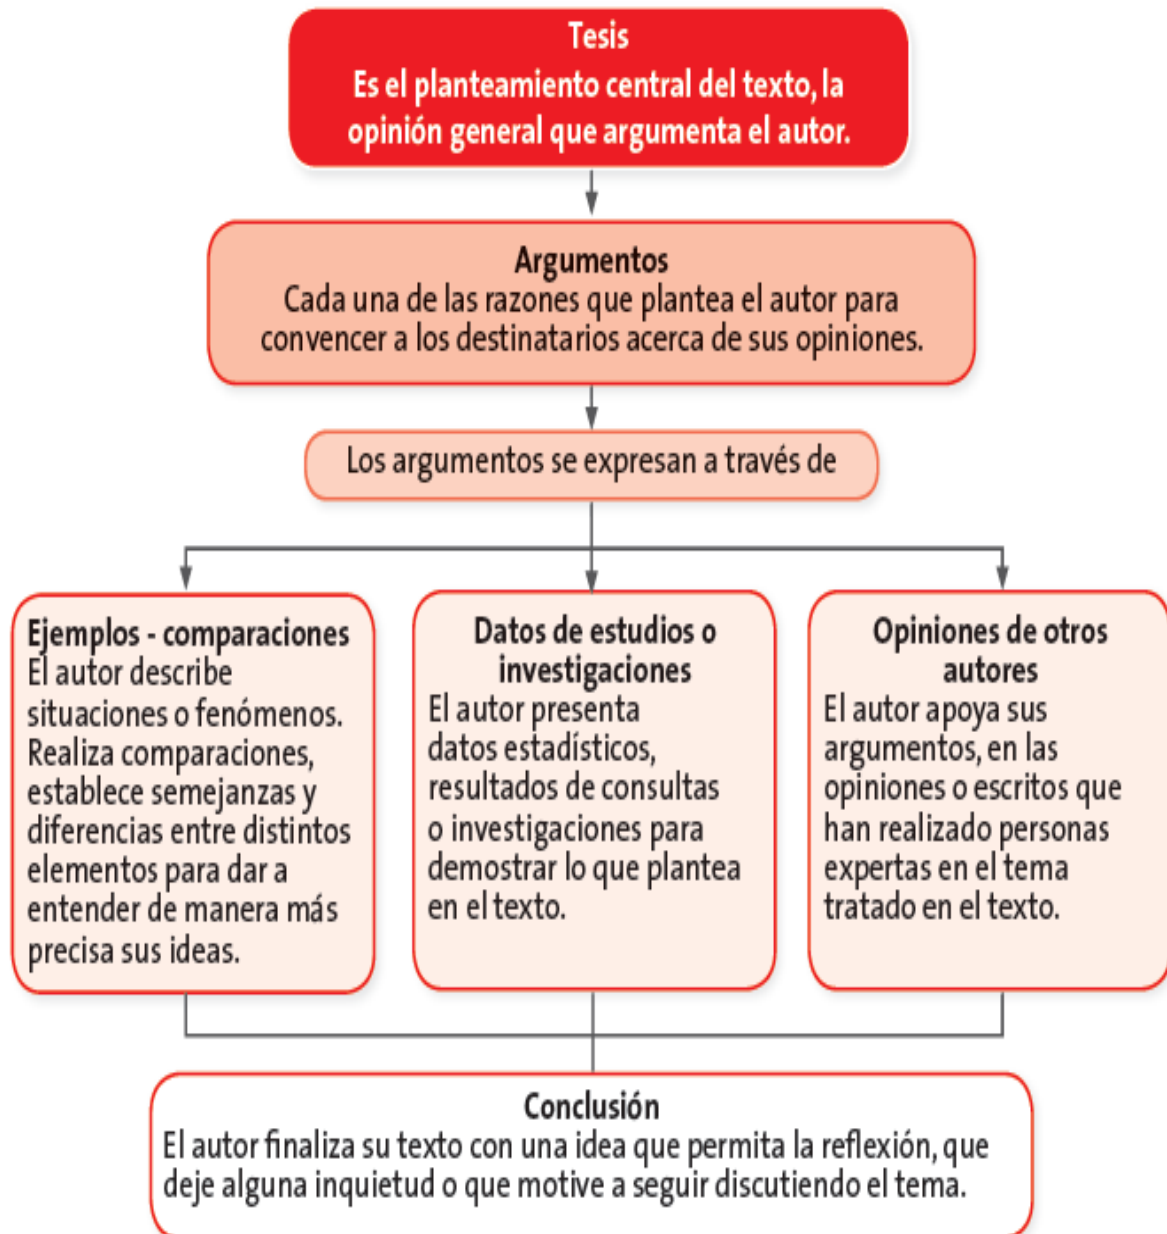 Tesis
Es el planteamiento central del texto, la
opinión general que argumenta el autor.
Argumentos
Cada una de las razones que plantea el autor para
convencer a los destinatarios acerca de sus opiniones.
Los argumentos se expresan a través de
Ejemplos - comparaciones
El autor describe
situaciones o fenómenos.
Realiza comparaciones,
establece semejanzas y
diferencias entre distintos
elementos para dar a
entender de manera más
precisa sus ideas.
Datos de estudios o
investigaciones
El autor presenta
datos estadísticos,
resultados de consultas
o investigaciones para
demostrar lo que plantea
en el texto.
Opiniones de otros
autores
El autor apoya sus
argumentos, en las
opiniones o escritos que
han realizado personas
expertas en el tema
tratado en el texto.
Conclusión
El autor finaliza su texto con una idea que permita la reflexión, que
deje alguna inquietud o que motive a seguir discutiendo el tema.